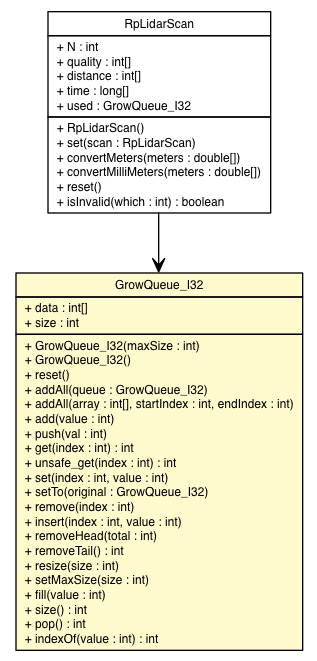 RpLidarScan
+ N : int
+ quality : int[]
+ distance : int[]
+ time : long[]
+ used : GrowQueue_I32
+ RpLidarScan()
+ set(scan : RpLidarScan)
+ convertMeters(meters : double[])
+ convertMilliMeters(meters : double[])
+ reset()
+ isInvalid(which : int) : boolean
GrowQueue_I32
+ data : int[]
+ size : int
+ GrowQueue_I32(maxSize : int)
+ GrowQueue_I32()
+ reset()
+ addAll(queue : GrowQueue_I32)
+ addAll(array : int[], startIndex : int, endIndex : int)
+ add(value : int)
+ push(val : int)
+ get(index : int) : int
+ unsafe_get(index : int) : int
+ set(index : int, value : int)
+ setTo(original : GrowQueue_I32)
+ remove(index : int)
+ insert(index : int, value : int)
+ removeHead(total : int)
+ removeTail() : int
+ resize(size : int)
+ setMaxSize(size : int)
+ fill(value : int)
+ size() : int
+ pop() : int
+ indexOf(value : int) : int